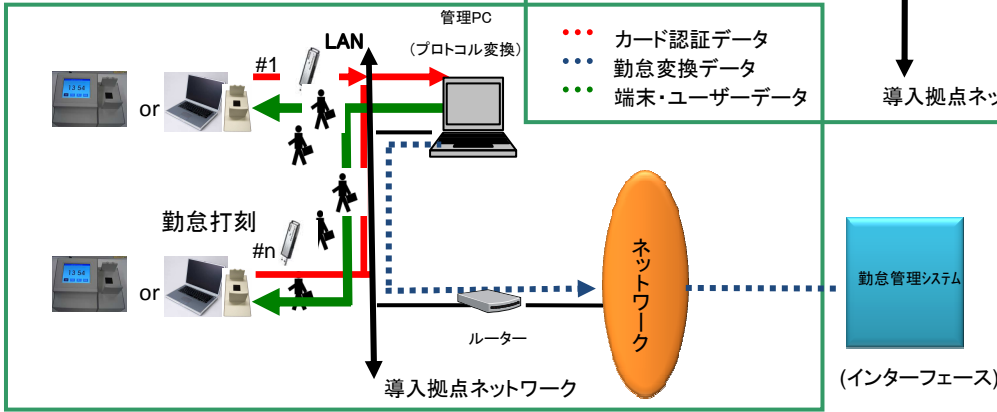 管理PC
(プロトコル変換)
LAN
#1
or
カード認証データ
勤怠変換データ
端末・ユーザーデータ
導入拠点ネッ
勤怠打刻
#n
or
ネットワーク
勤怠管理システム
ルーター
導入拠点ネットワーク
(インターフェース)
13 54
13 54